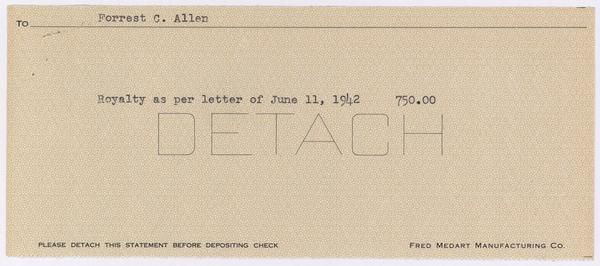 TO Forrest C. Allen
Royalty as per letter of June 11, 1942 750.00
DETACH
PLEASE DETACH THIS STATEMENT BEFORE DEPOSITING CHECK FRED MEDART MANUFACTURING CO.